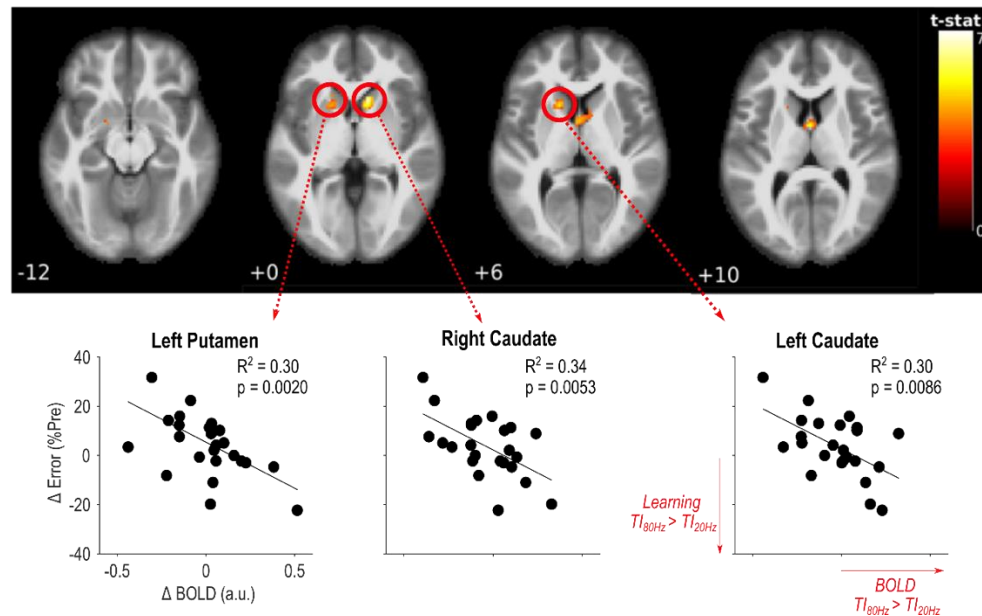 t-stat
7
0
-12
+0
+6
+10
Left Putamen
R² = 0.30
p = 0.0020
Right Caudate
R² = 0.34
p = 0.0053
Left Caudate
R² = 0.30
p = 0.0086
40
20
0
-20
-40
Δ Error (%Pre)
-0.5
0
0.5
Δ BOLD (a.u.)
Learning
TI80Hz > TI20Hz
BOLD
TI80Hz > TI20Hz